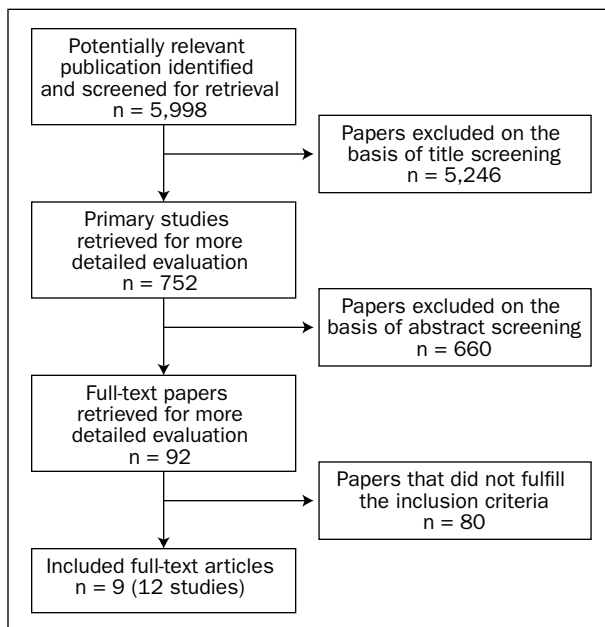 Potentially relevant
publication identified
and screened for retrieval
n = 5,998
Papers excluded on the
basis of title screening
n = 5,246
Primary studies
retrieved for more
detailed evaluation
n = 752
Papers excluded on the
basis of abstract screening
n = 660
Full-text papers
retrieved for more
detailed evaluation
n = 92
Papers that did not fulfill
the inclusion criteria
n = 80
Included full-text articles
n = 9 (12 studies)